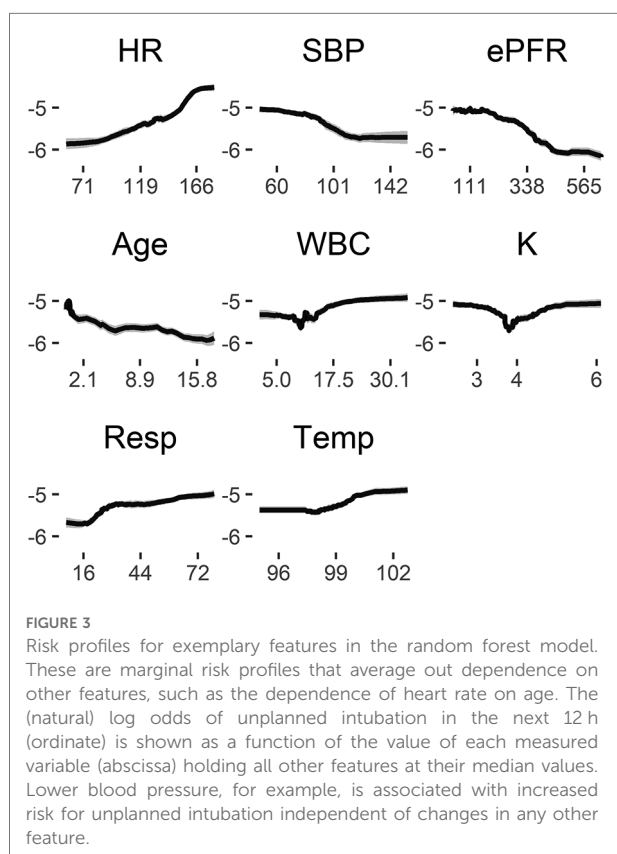 HR SBP ePFR
-5 -5 -5
-6 -6 -6
71 119 166 60 101 142 111 338 565
Age WBC K
-5 -5 -5
-6 -6 -6
2.1 8.9 15.8 5.0 17.5 30.1 3 4 6
Resp Temp
-5 -5
-6 -6
16 44 72 96 99 102
FIGURE 3
Risk profiles for exemplary features in the random forest model.
These are marginal risk profiles that average out dependence on
other features, such as the dependence of heart rate on age. The
(natural) log odds of unplanned intubation in the next 12 h
(ordinate) is shown as a function of the value of each measured
variable (abscissa) holding all other features at their median values.
Lower blood pressure, for example, is associated with increased
risk for unplanned intubation independent of changes in any other
feature.